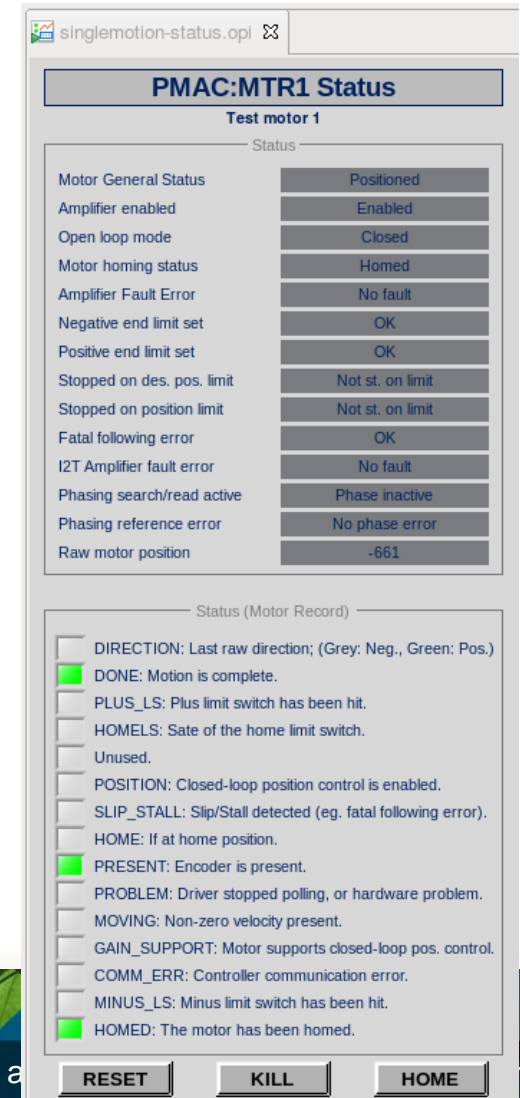 singlemotion-status.opi
PMAC:MTR1 Status
Test motor 1
Status
Motor General Status Positioned
Amplifier enabled Enabled
Open loop mode Closed
Motor homing status Homed
Amplifier Fault Error No fault
Negative end limit set OK
Positive end limit set OK
Stopped on des. pos. limit Not st. on limit
Stopped on position limit Not st. on limit
Fatal following error OK
I2T Amplifier fault error No fault
Phasing search/read active Phase inactive
Phasing reference error No phase error
Raw motor position -661
Status (Motor Record)
DIRECTION: Last raw direction; (Grey: Neg., Green: Pos.)
DONE: Motion is complete.
PLUS_LS: Plus limit switch has been hit.
HOMELS: Sate of the home limit switch.
Unused.
POSITION: Closed-loop position control is enabled.
SLIP_STALL: Slip/Stall detected (eg. fatal following error).
HOME: If at home position.
PRESENT: Encoder is present.
PROBLEM: Driver stopped polling, or hardware problem.
MOVING: Non-zero velocity present.
GAIN_SUPPORT: Motor supports closed-loop pos. control.
COMM_ERR: Controller communication error.
MINUS_LS: Minus limit switch has been hit.
HOMED: The motor has been homed.
a
RESET KILL HOME